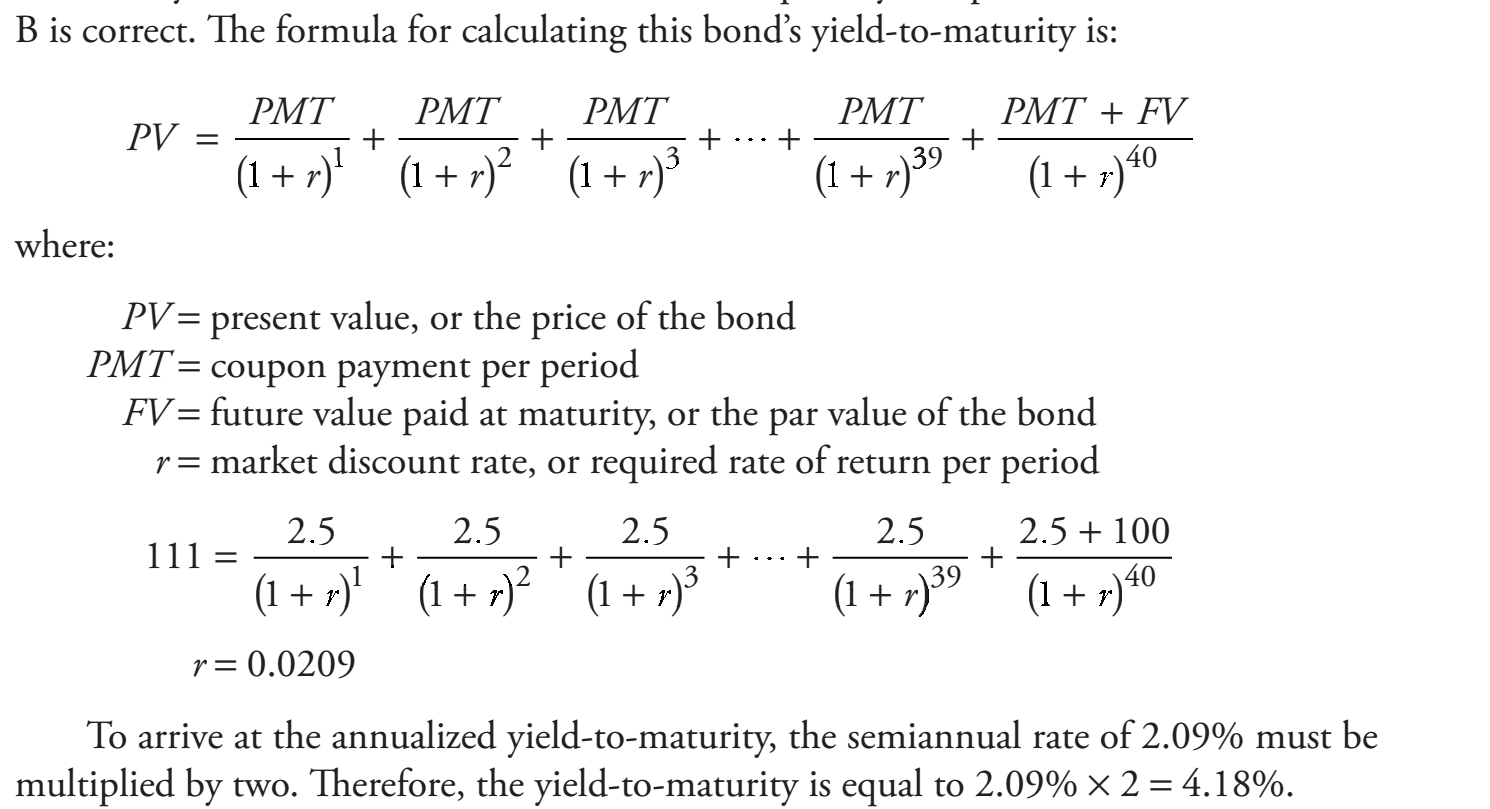 B is correct. The formula for calculating this bond's yield-to-maturity is:
PV = PMT/(1 + r)^1 + PMT/(1 + r)^2 + PMT/(1 + r)^3 + ⋯ + PMT/(1 + r)^39 + PMT + FV/(1 + r)^40
where:
PV = present value, or the price of the bond
PMT = coupon payment per period
FV = future value paid at maturity, or the par value of the bond
r = market discount rate, or required rate of return per period
111 = 2.5/(1 + r)^1 + 2.5/(1 + r)^2 + 2.5/(1 + r)^3 + ⋯ + 2.5/(1 + r)^39 + 2.5 + 100/(1 + r)^40
r = 0.0209
To arrive at the annualized yield-to-maturity, the semiannual rate of 2.09% must be
multiplied by two. Therefore, the yield-to-maturity is equal to 2.09% × 2 = 4.18%.